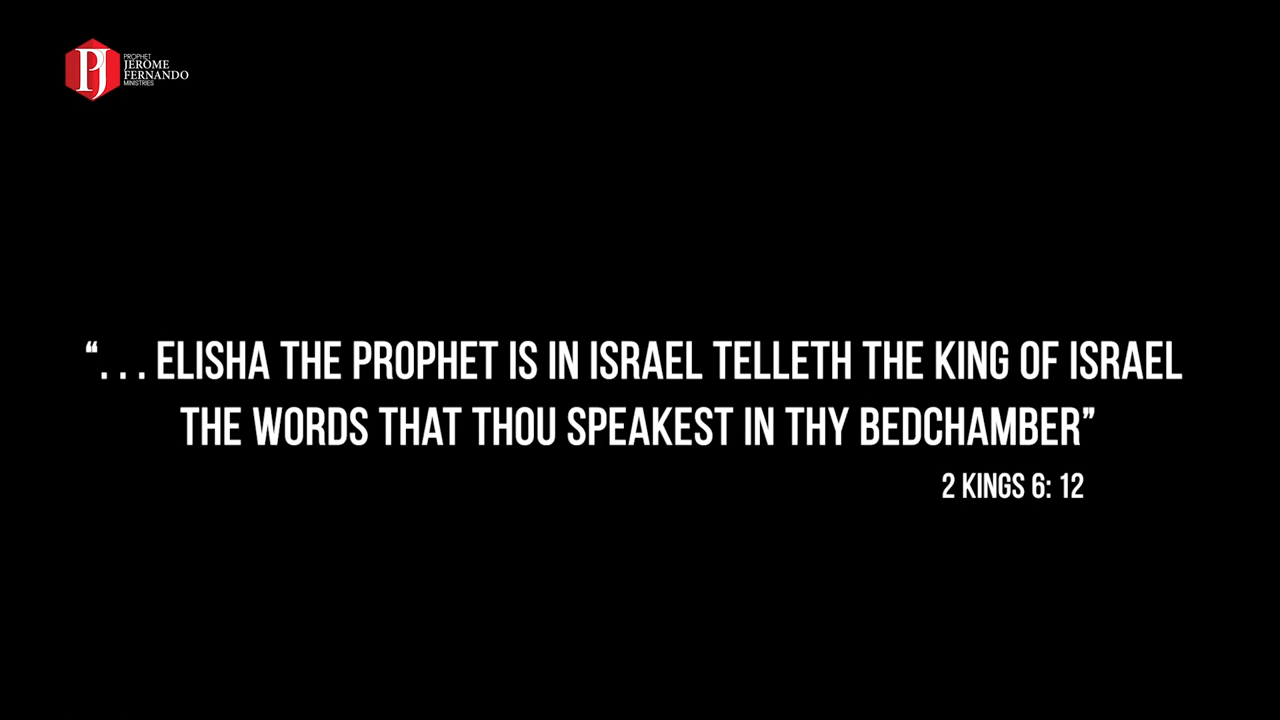 PJ
PROPHET
JEROME
FERNANDO
MINISTRIES
“. . . ELISHA THE PROPHET IS IN ISRAEL TELLETH THE KING OF ISRAEL
THE WORDS THAT THOU SPEAKEST IN THY BEDCHAMBER”
2 KINGS 6: 12